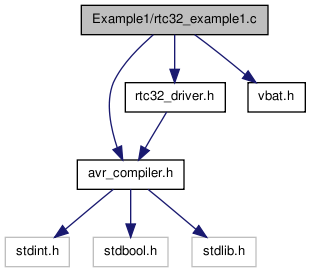 Example1/rtc32_example1.c
rtc32_driver.h
vbat.h
avr_compiler.h
stdint.h
stdbool.h
stdlib.h